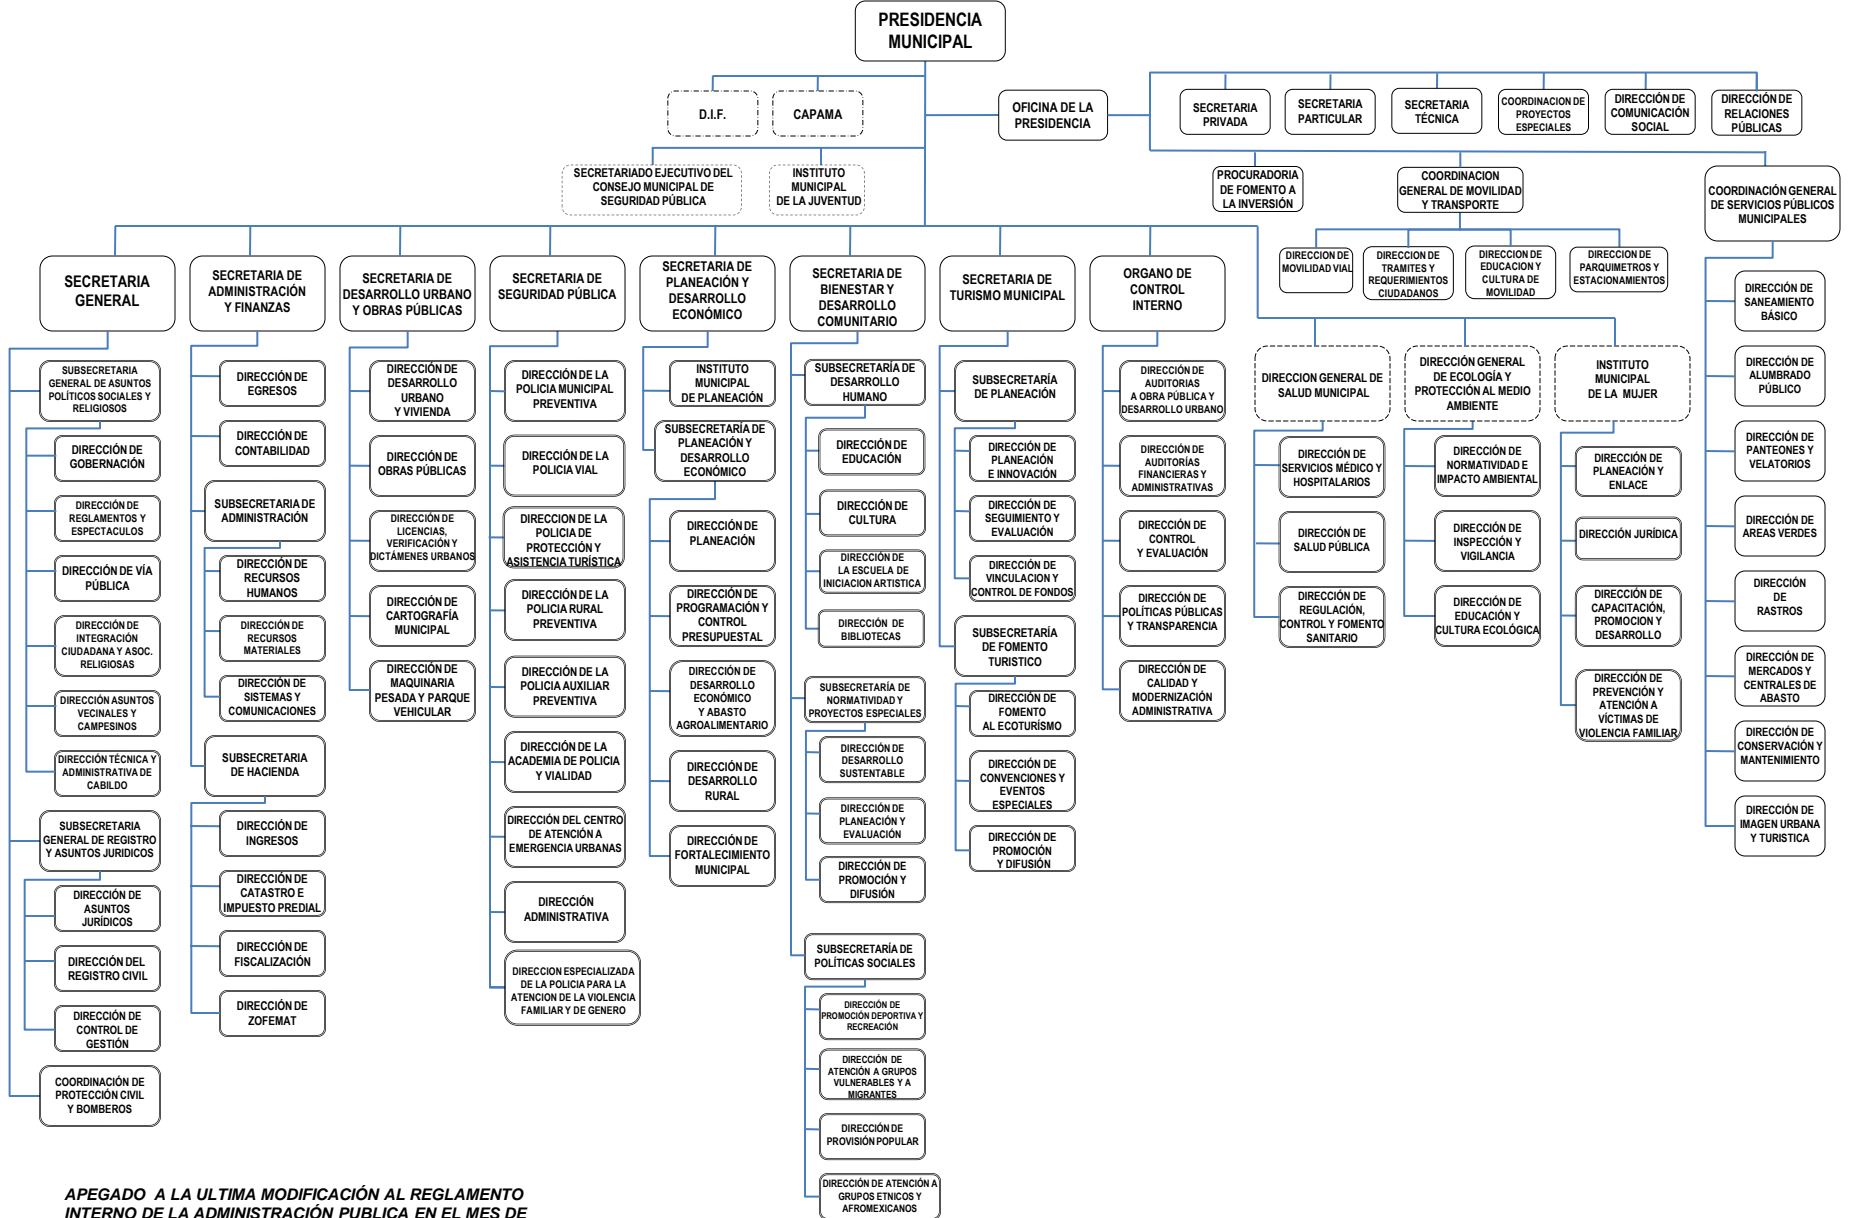 PRESIDENCIA
MUNICIPAL
D.I.F.
CAPAMA
OFICINA DE LA
PRESIDENCIA
SECRETARIA
PRIVADA
SECRETARIA
PARTICULAR
SECRETARIA
TÉCNICA
COORDINACION DE
PROYECTOS
ESPECIALES
DIRECCIÓN DE
COMUNICACIÓN
SOCIAL
DIRECCIÓN DE
RELACIONES
PÚBLICAS
SECRETARIADO EJECUTIVO DEL
CONSEJO MUNICIPAL DE
SEGURIDAD PÚBLICA
INSTITUTO
MUNICIPAL
DE LA JUVENTUD
PROCURADORIA
DE FOMENTO A
LA INVERSIÓN
COORDINACION
GENERAL DE MOVILIDAD
Y TRANSPORTE
COORDINACIÓN GENERAL
DE SERVICIOS PÚBLICOS
MUNICIPALES
DIRECCION DE
MOVILIDAD VIAL
DIRECCION DE
TRAMITES Y
REQUERIMIENTOS
CIUDADANOS
DIRECCION DE
EDUCACION Y
CULTURA DE
MOVILIDAD
DIRECCION DE
PARQUIMETROS Y
ESTACIONAMIENTOS
SECRETARIA
GENERAL
SECRETARIA DE
ADMINISTRACIÓN
Y FINANZAS
SECRETARIA DE
DESARROLLO URBANO
Y OBRAS PÚBLICAS
SECRETARIA DE
SEGURIDAD PÚBLICA
SECRETARIA DE
PLANEACIÓN Y
DESARROLLO
ECONÓMICO
SECRETARIA DE
BIENESTAR Y
DESARROLLO
COMUNITARIO
SECRETARIA DE
TURISMO MUNICIPAL
ORGANO DE
CONTROL
INTERNO
SUBSECRETARIA
GENERAL DE ASUNTOS
POLÍTICOS SOCIALES Y
RELIGIOSOS
DIRECCIÓN DE
GOBERNACIÓN
DIRECCIÓN DE
REGLAMENTOS Y
ESPECTACULOS
DIRECCIÓN DE VÍA
PÚBLICA
DIRECCIÓN DE
INTEGRACIÓN
CIUDADANA Y ASOC.
RELIGIOSAS
DIRECCIÓN ASUNTOS
VECINALES Y
CAMPESINOS
DIRECCIÓN TÉCNICA Y
ADMINISTRATIVA DE
CABILDO
SUBSECRETARIA
GENERAL DE REGISTRO
Y ASUNTOS JURIDICOS
DIRECCIÓN DE
ASUNTOS
JURÍDICOS
DIRECCIÓN DEL
REGISTRO CIVIL
DIRECCIÓN DE
CONTROL DE
GESTIÓN
COORDINACIÓN DE
PROTECCIÓN CIVIL
Y BOMBEROS
DIRECCIÓN DE
EGRESOS
DIRECCIÓN DE
CONTABILIDAD
SUBSECRETARIA DE
ADMINISTRACIÓN
DIRECCIÓN DE
RECURSOS
HUMANOS
DIRECCIÓN DE
RECURSOS
MATERIALES
DIRECCIÓN DE
SISTEMAS Y
COMUNICACIONES
SUBSECRETARIA
DE HACIENDA
DIRECCIÓN DE
INGRESOS
DIRECCIÓN DE
CATASTRO E
IMPUESTO PREDIAL
DIRECCIÓN DE
FISCALIZACIÓN
DIRECCIÓN DE
ZOFEMAT
DIRECCIÓN DE
DESARROLLO
URBANO
Y VIVIENDA
DIRECCIÓN DE
OBRAS PÚBLICAS
DIRECCIÓN DE
LICENCIAS,
VERIFICACIÓN Y
DICTÁMENES URBANOS
DIRECCIÓN DE
CARTOGRAFÍA
MUNICIPAL
DIRECCIÓN DE
MAQUINARIA
PESADA Y PARQUE
VEHICULAR
DIRECCIÓN DE LA
POLICIA MUNICIPAL
PREVENTIVA
DIRECCIÓN DE LA
POLICIA VIAL
DIRECCION DE LA
POLICIA DE
PROTECCIÓN Y
ASISTENCIA TURÍSTICA
DIRECCIÓN DE LA
POLICIA RURAL
PREVENTIVA
DIRECCIÓN DE LA
POLICIA AUXILIAR
PREVENTIVA
DIRECCIÓN DE LA
ACADEMIA DE POLICIA
Y VIALIDAD
DIRECCIÓN DEL CENTRO
DE ATENCIÓN A
EMERGENCIA URBANAS
DIRECCIÓN
ADMINISTRATIVA
DIRECCION ESPECIALIZADA
DE LA POLICIA PARA LA
ATENCION DE LA VIOLENCIA
FAMILIAR Y DE GENERO
INSTITUTO
MUNICIPAL
DE PLANEACIÓN
SUBSECRETARÍA DE
PLANEACIÓN Y
DESARROLLO
ECONÓMICO
DIRECCIÓN DE
PLANEACIÓN
DIRECCIÓN DE
PROGRAMACIÓN Y
CONTROL
PRESUPUESTAL
DIRECCIÓN DE
DESARROLLO
ECONÓMICO
Y ABASTO
AGROALIMENTARIO
DIRECCIÓN DE
DESARROLLO
RURAL
DIRECCIÓN DE
FORTALECIMIENTO
MUNICIPAL
SUBSECRETARÍA DE
DESARROLLO
HUMANO
DIRECCIÓN DE
EDUCACIÓN
DIRECCIÓN DE
CULTURA
DIRECCIÓN DE
LA ESCUELA DE
INICIACION ARTISTICA
DIRECCIÓN DE
BIBLIOTECAS
SUBSECRETARÍA DE
NORMATIVIDAD Y
PROYECTOS ESPECIALES
DIRECCIÓN DE
DESARROLLO
SUSTENTABLE
DIRECCIÓN DE
PLANEACIÓN Y
EVALUACIÓN
DIRECCIÓN DE
PROMOCIÓN Y
DIFUSIÓN
SUBSECRETARÍA DE
POLÍTICAS SOCIALES
DIRECCIÓN DE
PROMOCIÓN DEPORTIVA Y
RECREACIÓN
DIRECCIÓN DE
ATENCIÓN A GRUPOS
VULNERABLES Y A
MIGRANTES
DIRECCIÓN DE
PROVISIÓN POPULAR
DIRECCIÓN DE ATENCIÓN A
GRUPOS ETNICOS Y
AFROMEXICANOS
SUBSECRETARÍA
DE PLANEACIÓN
DIRECCIÓN DE
PLANEACIÓN
E INNOVACIÓN
DIRECCIÓN DE
SEGUIMIENTO Y
EVALUACIÓN
DIRECCIÓN DE
VINCULACION Y
CONTROL DE FONDOS
SUBSECRETARÍA
DE FOMENTO
TURISTICO
DIRECCIÓN DE
FOMENTO
AL ECOTURÍSMO
DIRECCIÓN DE
CONVENCIONES Y
EVENTOS
ESPECIALES
DIRECCIÓN DE
PROMOCIÓN
Y DIFUSIÓN
DIRECCIÓN DE
AUDITORIAS
A OBRA PÚBLICA Y
DESARROLLO URBANO
DIRECCIÓN DE
AUDITORÍAS
FINANCIERAS Y
ADMINISTRATIVAS
DIRECCIÓN DE
CONTROL
Y EVALUACIÓN
DIRECCIÓN DE
POLÍTICAS PÚBLICAS
Y TRANSPARENCIA
DIRECCIÓN DE
CALIDAD Y
MODERNIZACIÓN
ADMINISTRATIVA
DIRECCION GENERAL DE
SALUD MUNICIPAL
DIRECCIÓN DE
SERVICIOS MÉDICO Y
HOSPITALARIOS
DIRECCIÓN DE
SALUD PÚBLICA
DIRECCIÓN DE
REGULACIÓN,
CONTROL Y FOMENTO
SANITARIO
DIRECCIÓN GENERAL
DE ECOLOGÍA Y
PROTECCIÓN AL MEDIO
AMBIENTE
DIRECCIÓN DE
NORMATIVIDAD E
IMPACTO AMBIENTAL
DIRECCIÓN DE
INSPECCIÓN Y
VIGILANCIA
DIRECCIÓN DE
EDUCACIÓN Y
CULTURA ECOLÓGICA
INSTITUTO
MUNICIPAL
DE LA MUJER
DIRECCIÓN DE
PLANEACIÓN Y
ENLACE
DIRECCIÓN JURÍDICA
DIRECCIÓN DE
CAPACITACIÓN,
PROMOCION Y
DESARROLLO
DIRECCIÓN DE
PREVENCIÓN Y
ATENCIÓN A
VÍCTIMAS DE
VIOLENCIA FAMILIAR
DIRECCIÓN DE
SANEAMIENTO
BÁSICO
DIRECCIÓN DE
ALUMBRADO
PÚBLICO
DIRECCIÓN DE
PANTEONES Y
VELATORIOS
DIRECCIÓN DE
AREAS VERDES
DIRECCIÓN
DE
RASTROS
DIRECCIÓN DE
MERCADOS Y
CENTRALES DE
ABASTO
DIRECCIÓN DE
CONSERVACIÓN Y
MANTENIMIENTO
DIRECCIÓN DE
IMAGEN URBANA
Y TURISTICA
APEGADO A LA ULTIMA MODIFICACIÓN AL REGLAMENTO
INTERNO DE LA ADMINISTRACIÓN PUBLICA EN EL MES DE